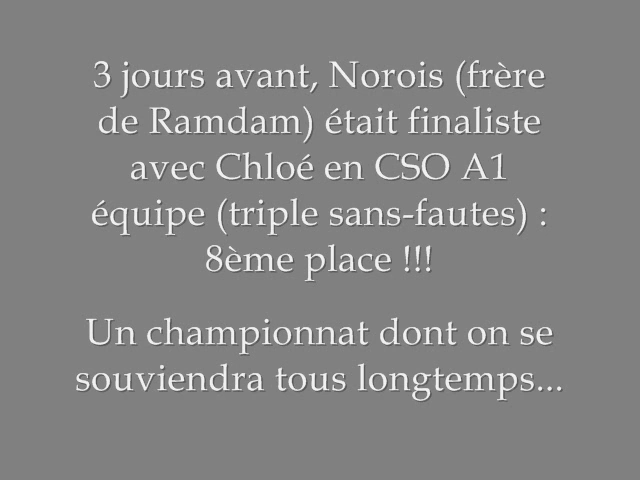 3 jours avant, Norois (frère
de Ramdam) était finaliste
avec Chloé en CSO A1
équipe (triple sans-fautes) :
8ème place !!!
Un championnat dont on se
souviendra tous longtemps...